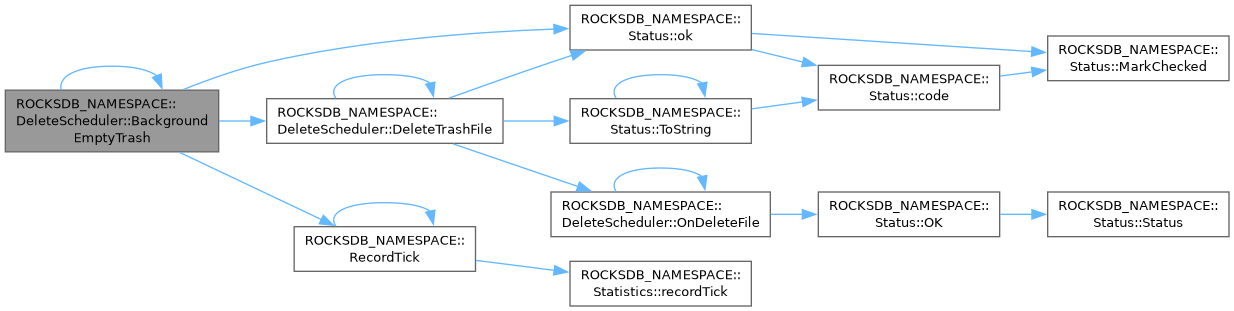 ROCKSDB_NAMESPACE::
DeleteScheduler::Background
EmptyTrash
ROCKSDB_NAMESPACE::
Status::ok
ROCKSDB_NAMESPACE::
DeleteScheduler::DeleteTrashFile
ROCKSDB_NAMESPACE::
RecordTick
ROCKSDB_NAMESPACE::
Status::ToString
ROCKSDB_NAMESPACE::
DeleteScheduler::OnDeleteFile
ROCKSDB_NAMESPACE::
Statistics::recordTick
ROCKSDB_NAMESPACE::
Status::code
ROCKSDB_NAMESPACE::
Status::OK
ROCKSDB_NAMESPACE::
Status::MarkChecked
ROCKSDB_NAMESPACE::
Status::Status